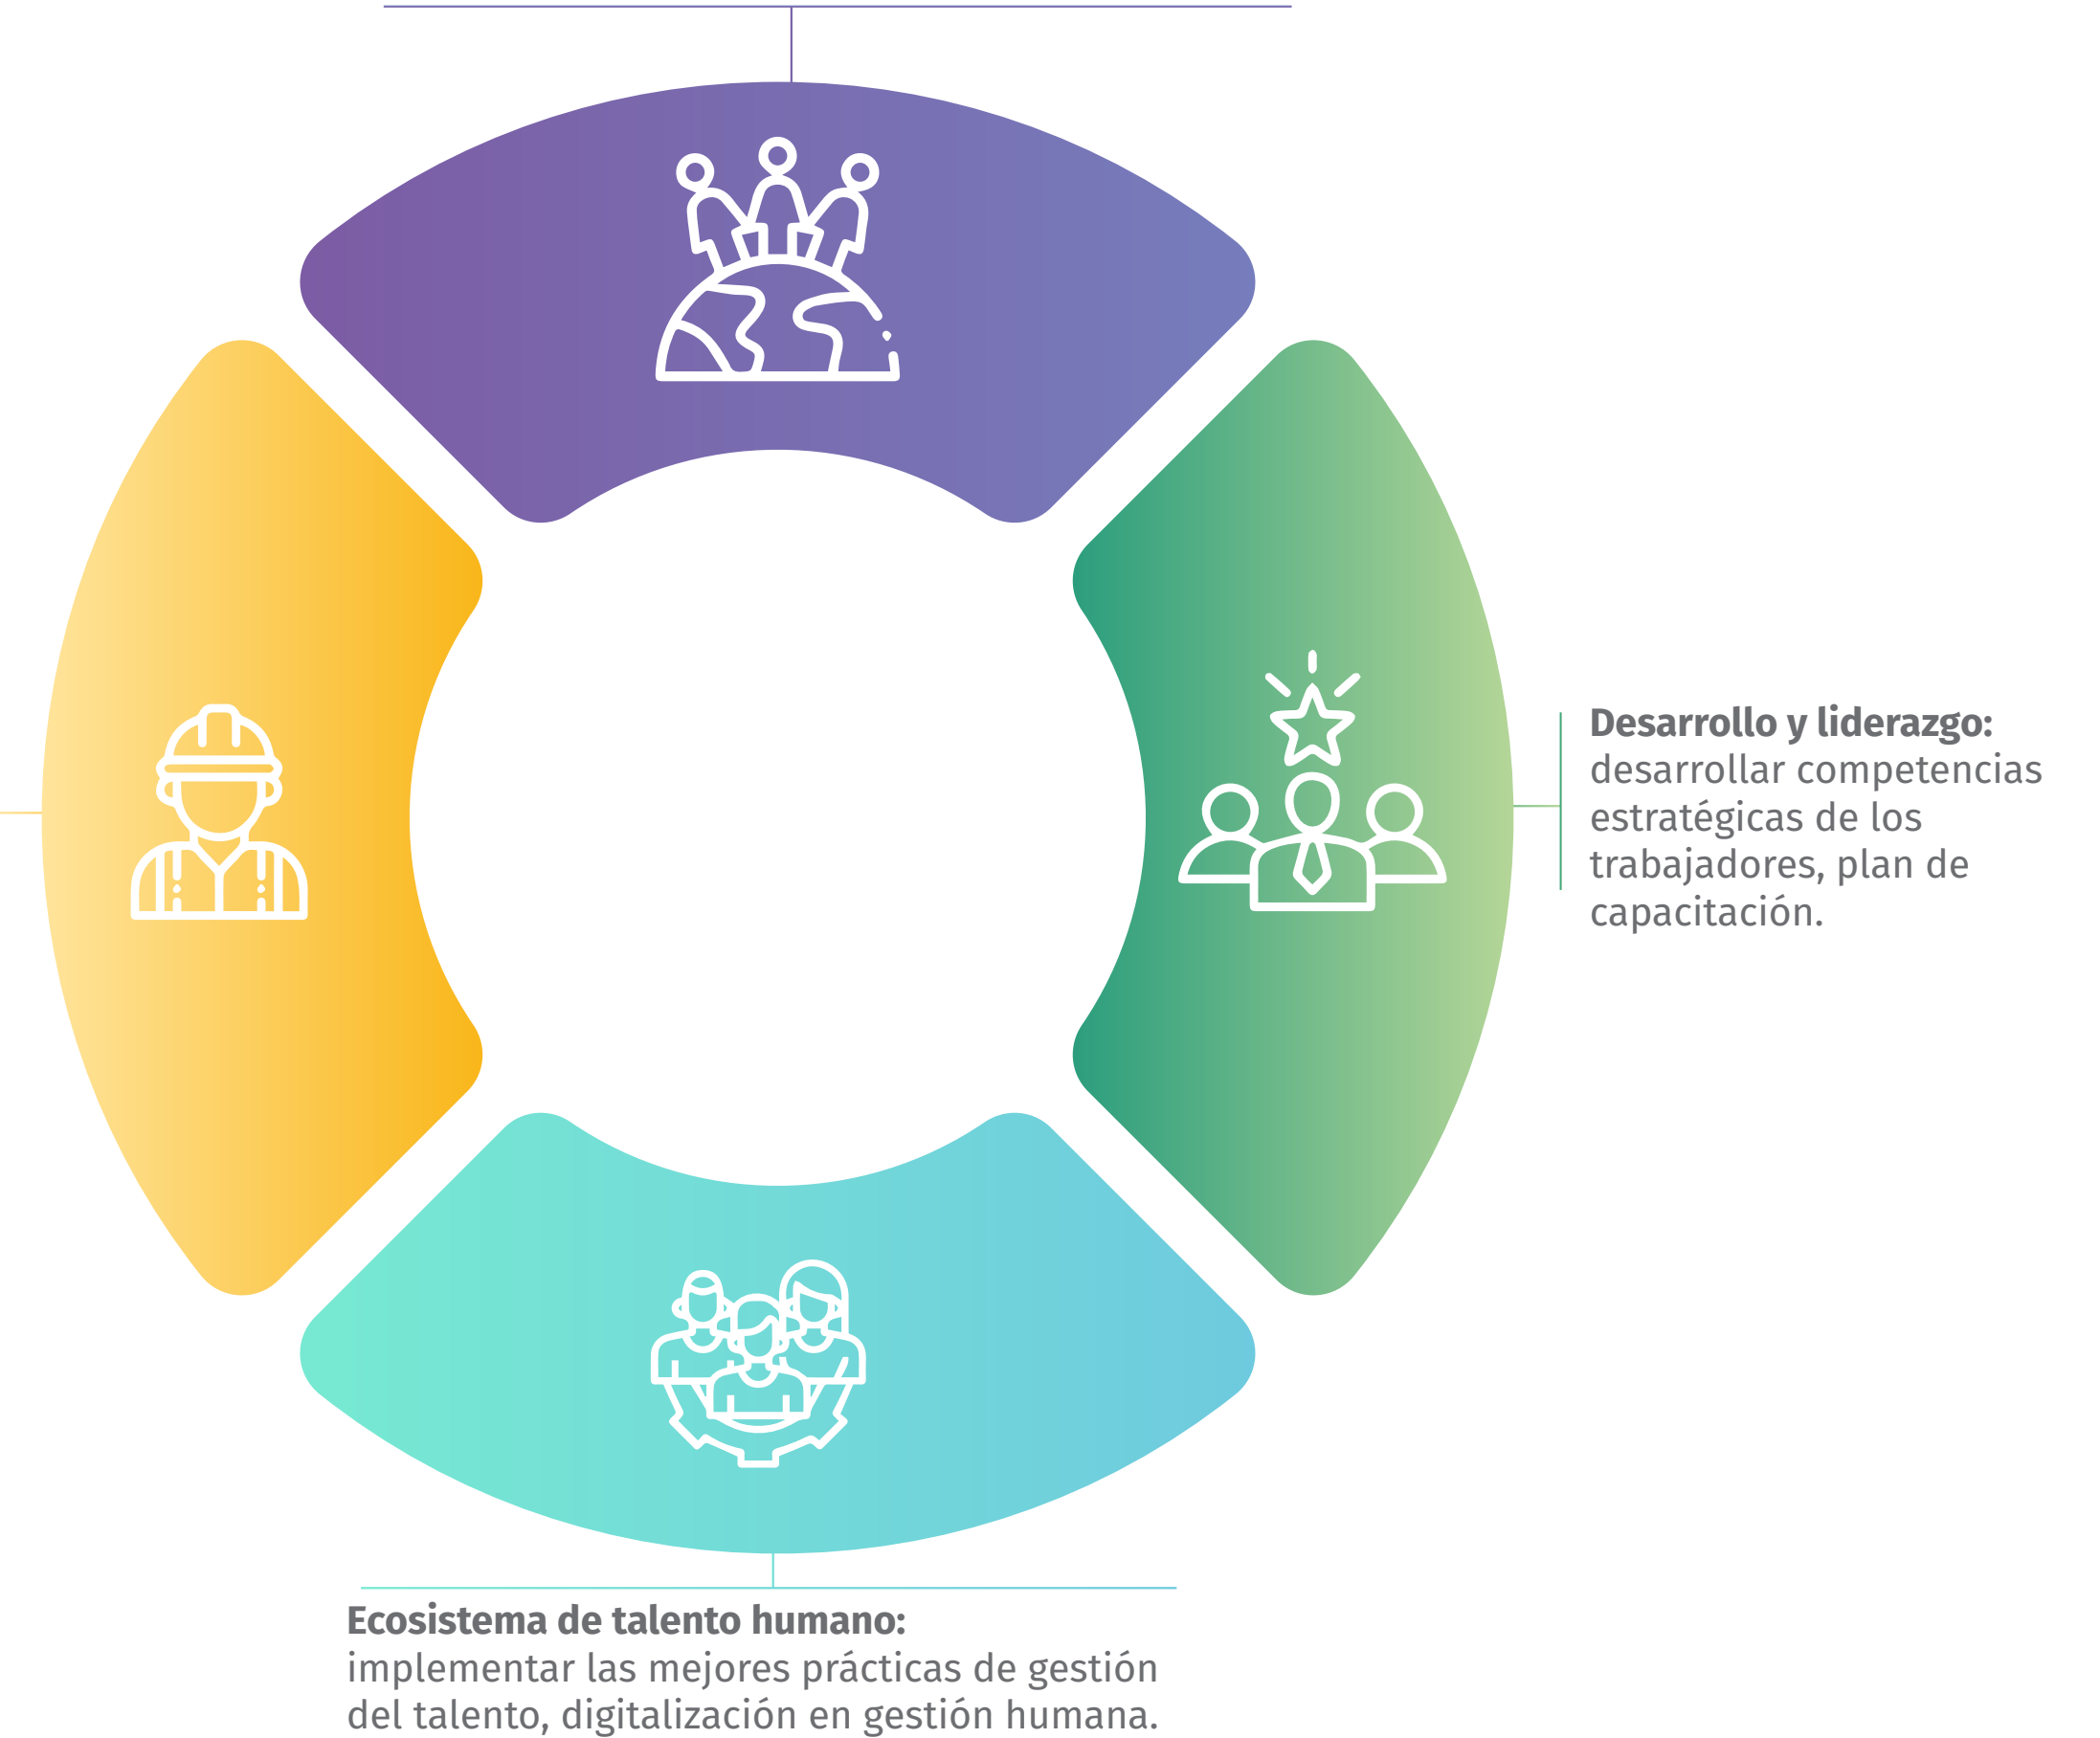 Desarrollo y liderazgo:
desarrollar competencias
estratégicas de los
trabajadores, plan de
capacitación.
Ecosistema de talento humano:
implementar las mejores prácticas de gestión
del talento, digitalización en gestión humana.